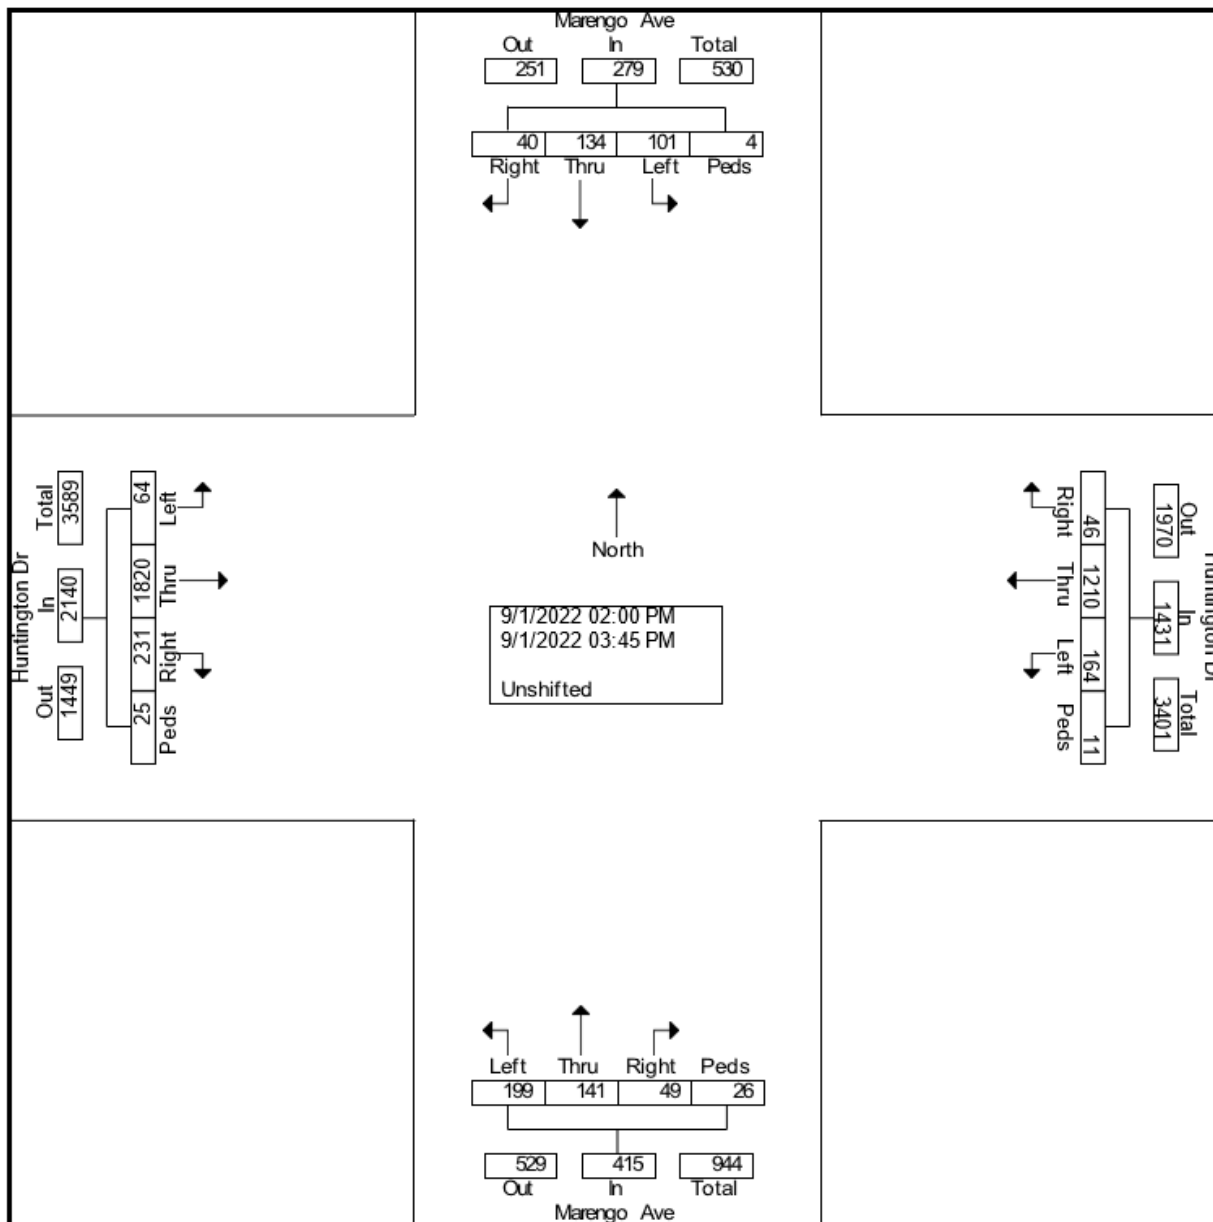 Marengo Ave
Out In Total
251 279 530
40 134 101 4
Right Thru Left Peds
Huntington Dr
Total In Out
3589 2140 1449
64 1820 231 25
Left Thru Right Peds
North
9/1/2022 02:00 PM
9/1/2022 03:45 PM
Unshifted
Right Thru Left Peds
46 1210 164 11
Out In Total
1970 1431 3401
Huntington Dr
Left Thru Right Peds
199 141 49 26
529 415 944
Out In Total
Marengo Ave